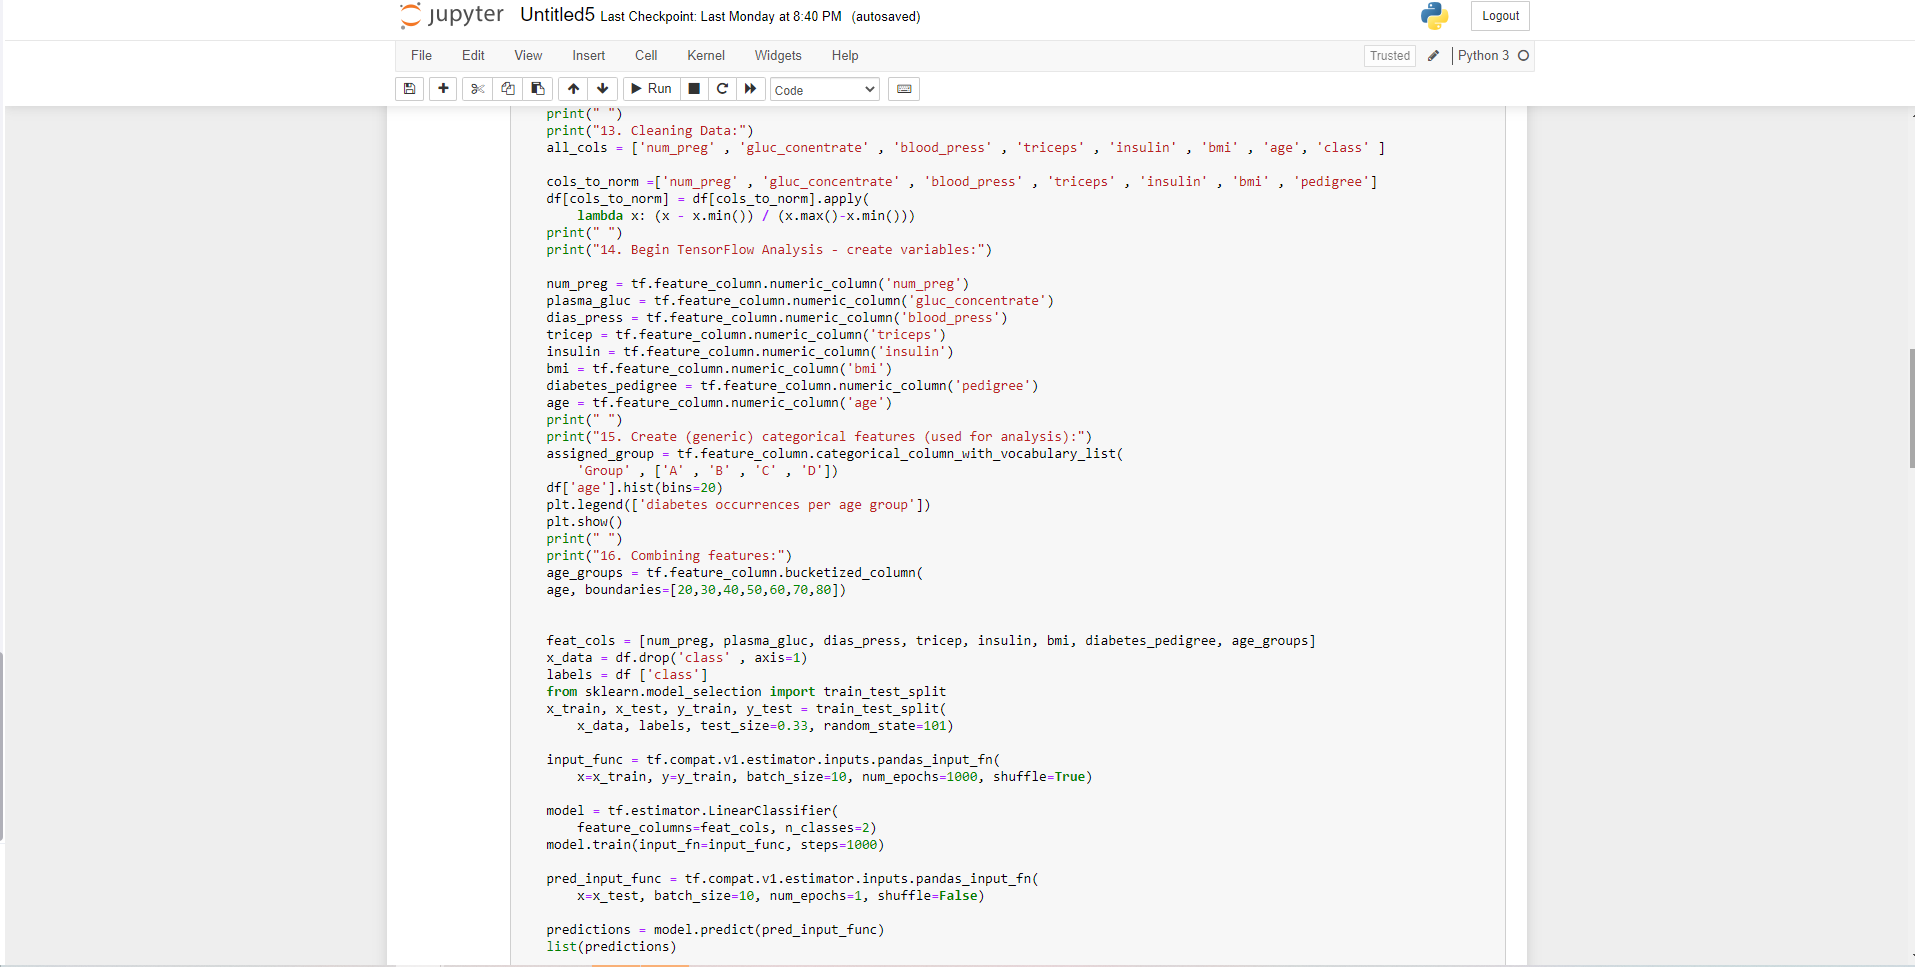 jupyter Untitled5 Last Checkpoint: Last Monday at 8:40 PM (autosaved)
Logout
File Edit View Insert Cell Kernel Widgets Help
Trusted Python 3
Run Code
print(" ")
print("13. Cleaning Data:")
all_cols = ['num_preg' , 'gluc_conentrate' , 'blood_press' , 'triceps' , 'insulin' , 'bmi' , 'age', 'class' ]
cols_to_norm =['num_preg' , 'gluc_concentrate' , 'blood_press' , 'triceps' , 'insulin' , 'bmi' , 'pedigree']
df[cols_to_norm] = df[cols_to_norm].apply(
    lambda x: (x - x.min()) / (x.max()-x.min()))
print(" ")
print("14. Begin TensorFlow Analysis - create variables:")
num_preg = tf.feature_column.numeric_column('num_preg')
plasma_gluc = tf.feature_column.numeric_column('gluc_concentrate')
dias_press = tf.feature_column.numeric_column('blood_press')
tricep = tf.feature_column.numeric_column('triceps')
insulin = tf.feature_column.numeric_column('insulin')
bmi = tf.feature_column.numeric_column('bmi')
diabetes_pedigree = tf.feature_column.numeric_column('pedigree')
age = tf.feature_column.numeric_column('age')
print(" ")
print("15. Create (generic) categorical features (used for analysis):")
assigned_group = tf.feature_column.categorical_column_with_vocabulary_list(
    'Group' , ['A' , 'B' , 'C' , 'D'])
df['age'].hist(bins=20)
plt.legend(['diabetes occurrences per age group'])
plt.show()
print(" ")
print("16. Combining features:")
age_groups = tf.feature_column.bucketized_column(
age, boundaries=[20,30,40,50,60,70,80])
feat_cols = [num_preg, plasma_gluc, dias_press, tricep, insulin, bmi, diabetes_pedigree, age_groups]
x_data = df.drop('class' , axis=1)
labels = df ['class']
from sklearn.model_selection import train_test_split
x_train, x_test, y_train, y_test = train_test_split(
    x_data, labels, test_size=0.33, random_state=101)
input_func = tf.compat.v1.estimator.inputs.pandas_input_fn(
    x=x_train, y=y_train, batch_size=10, num_epochs=1000, shuffle=True)
model = tf.estimator.LinearClassifier(
    feature_columns=feat_cols, n_classes=2)
model.train(input_fn=input_func, steps=1000)
pred_input_func = tf.compat.v1.estimator.inputs.pandas_input_fn(
    x=x_test, batch_size=10, num_epochs=1, shuffle=False)
predictions = model.predict(pred_input_func)
list(predictions)